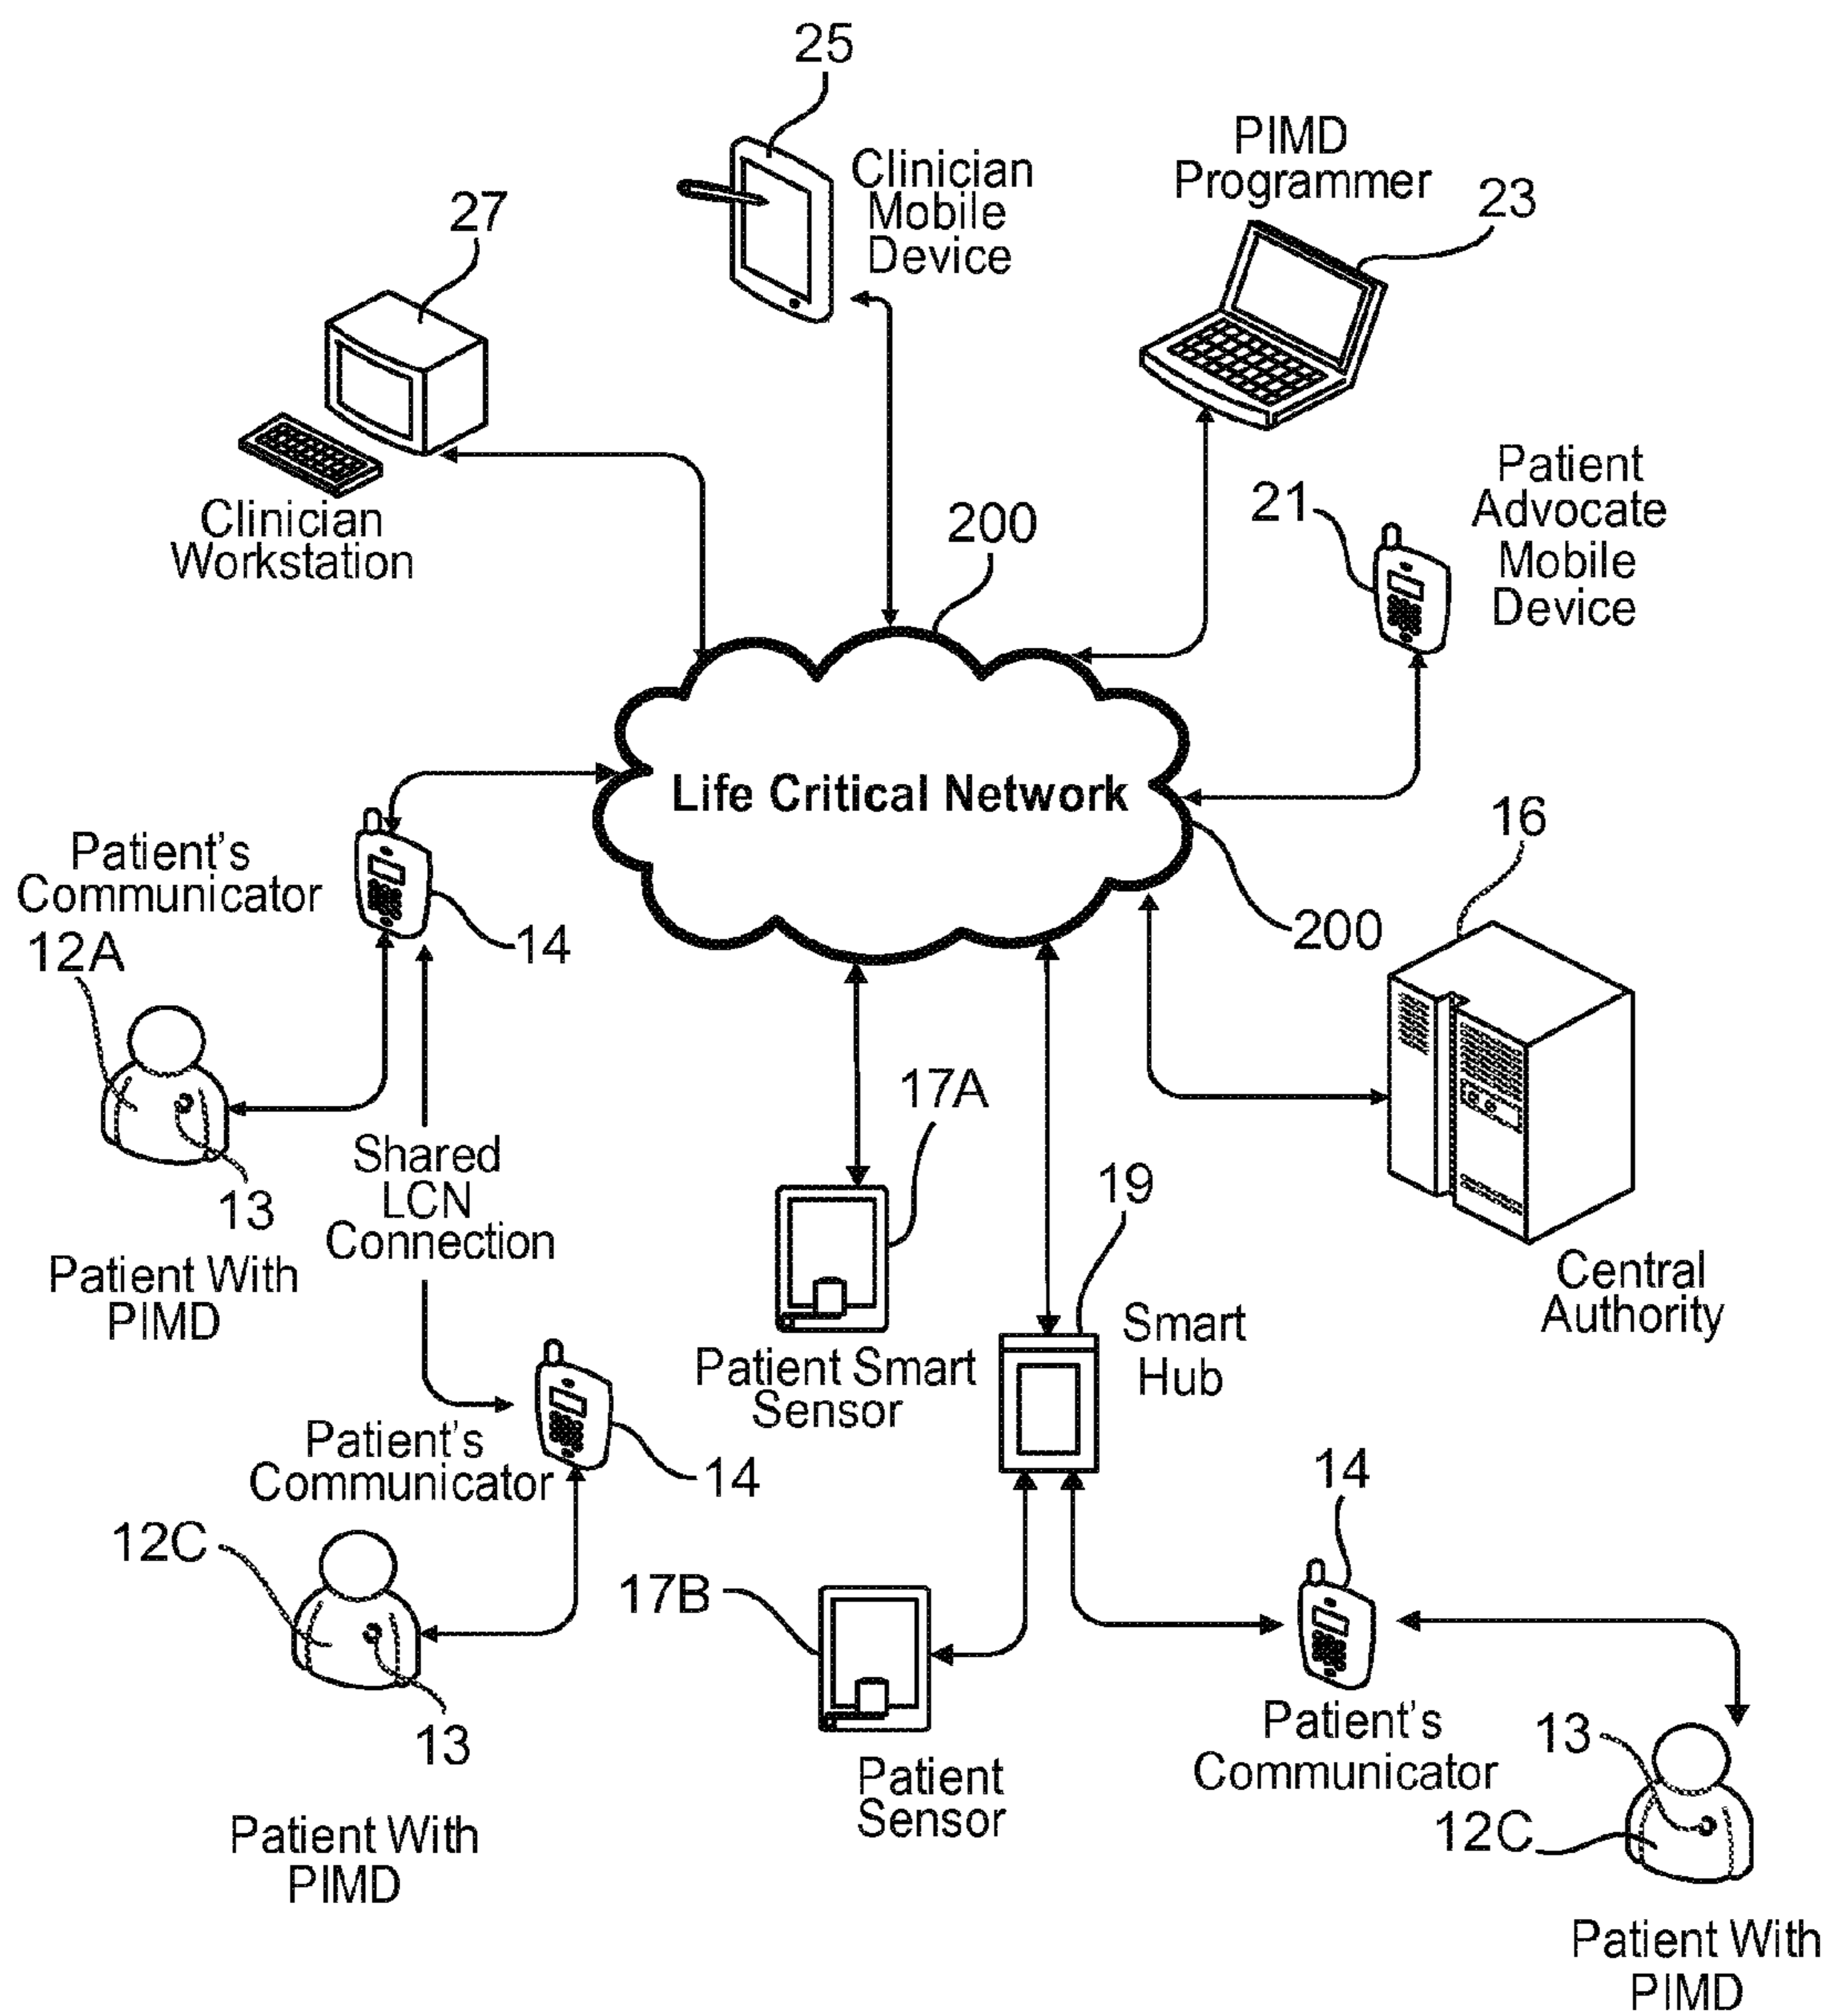 25
PIMD
Programmer
Clinician
Mobile
Device
23
27
Patient
Advocate
Mobile
Device
21
Clinician
Workstation
200
Life Critical Network
16
Patient's
Communicator
14
200
12A
17A
Shared
LCN
Connection
13
19
Patient With
PIMD
Central
Authority
Smart
Hub
Patient Smart
Sensor
Patient's
Communicator
14
14
12C
17B
13
Patient's
Communicator
13
Patient
Sensor
12C
Patient With
PIMD
Patient With
PIMD